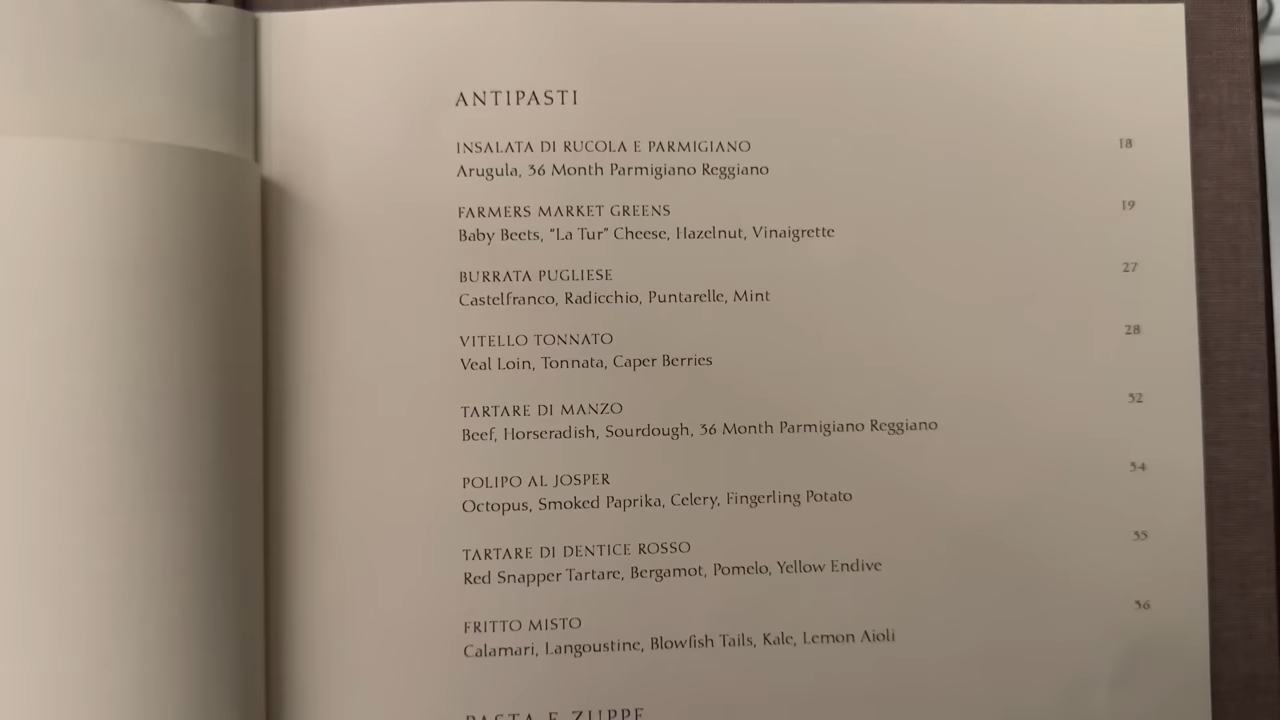 ANTIPASTI
INSALATA DI RUCOLA E PARMIGIANO 18
Arugula, 36 Month Parmigiano Reggiano
FARMERS MARKET GREENS 19
Baby Beets, “La Tur” Cheese, Hazelnut, Vinaigrette
BURRATA PUGLIESE 27
Castelfranco, Radicchio, Puntarelle, Mint
VITELLO TONNATO 28
Veal Loin, Tonnata, Caper Berries
TARTARE DI MANZO 32
Beef, Horseradish, Sourdough, 36 Month Parmigiano Reggiano
POLIPO AL JOSPER 34
Octopus, Smoked Paprika, Celery, Fingerling Potato
TARTARE DI DENTICE ROSSO 35
Red Snapper Tartare, Bergamot, Pomelo, Yellow Endive
FRITTO MISTO 36
Calamari, Langoustine, Blowfish Tails, Kale, Lemon Aioli
PASTA E ZUPPE